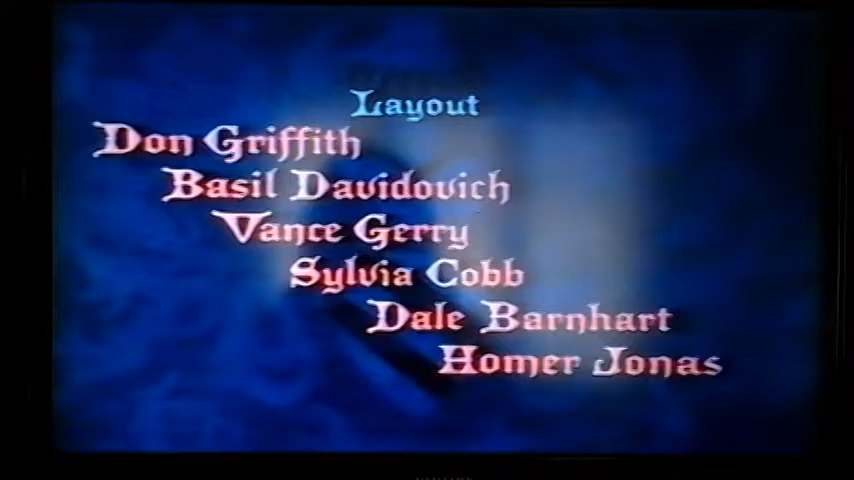 Layout
Don Griffith
Basil Davidovich
Vance Gerry
Sylvia Cobb
Dale Barnhart
Homer Jonas